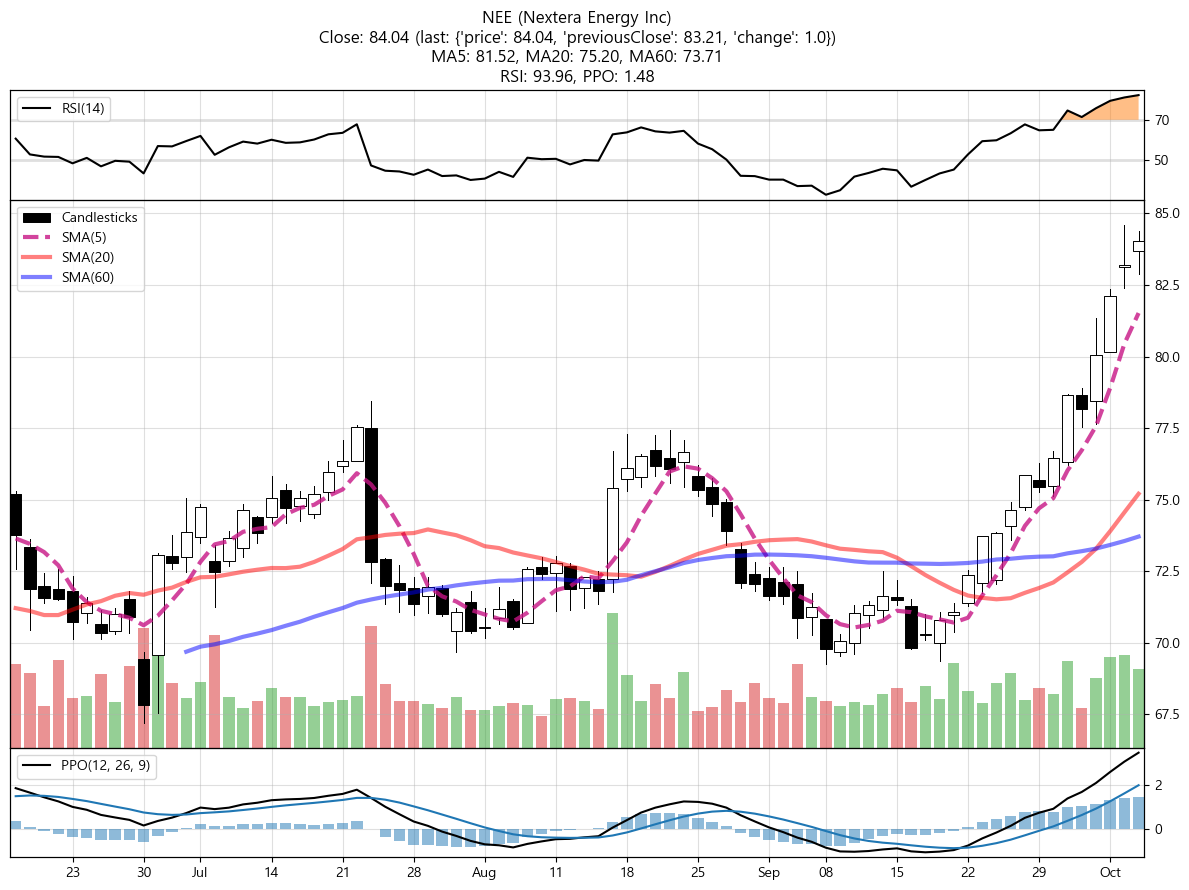 NEE (Nextera Energy Inc)
Close: 84.04 (last: {'price': 84.04, 'previousClose': 83.21, 'change': 1.0})
MA5: 81.52, MA20: 75.20, MA60: 73.71
RSI: 93.96, PPO: 1.48
RSI(14)
70
50
Candlesticks
SMA(5)
SMA(20)
SMA(60)
85.0
82.5
80.0
77.5
75.0
72.5
70.0
67.5
PPO(12, 26, 9)
2
0
23 30 Jul 14 21 28 Aug 11 18 25 Sep 08 15 22 29 Oct